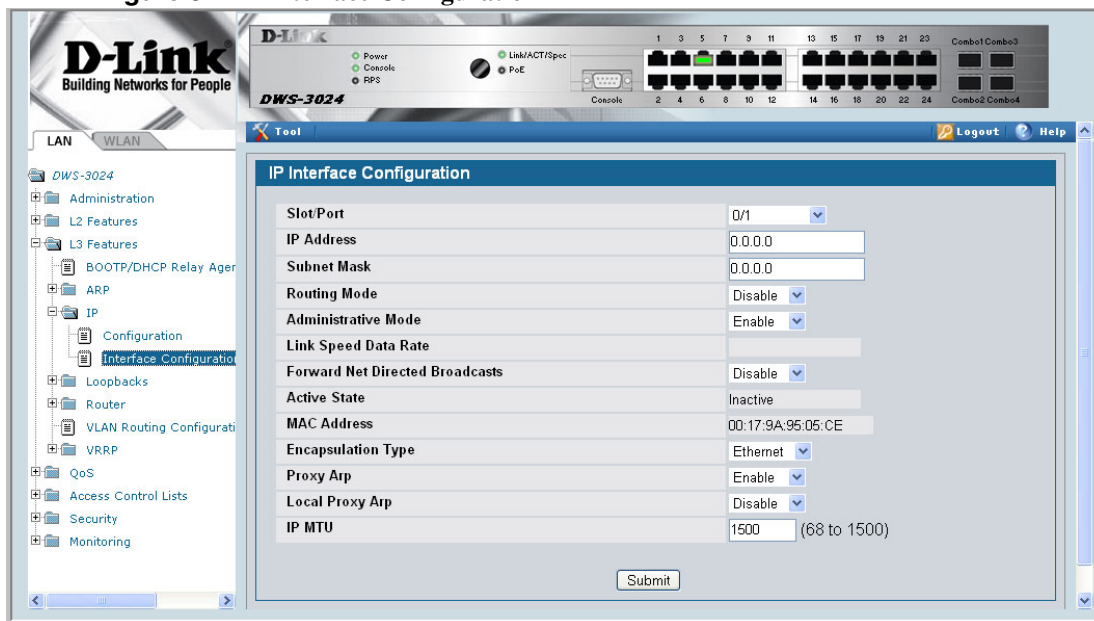 D-Link
Building Networks for People
D-Link
Power
Console
RPS
Link/ACT/Spee
PoE
Console
1 3 5 7 9 11 13 15 17 19 21 23
Combo1 Combo3
DWS-3024
2 4 6 8 10 12 14 16 18 20 22 24
Combo2 Combo4
LAN
WLAN
Tool
Logout
Help
DWS-3024
Administration
L2 Features
L3 Features
BOOTP/DHCP Relay Agen
ARP
IP
Configuration
Interface Configuration
Loopbacks
Router
VLAN Routing Configurati
VRRP
QoS
Access Control Lists
Security
Monitoring
IP Interface Configuration
Slot/Port 0/1
IP Address 0.0.0.0
Subnet Mask 0.0.0.0
Routing Mode Disable
Administrative Mode Enable
Link Speed Data Rate
Forward Net Directed Broadcasts Disable
Active State Inactive
MAC Address 00:17:9A:95:05:CE
Encapsulation Type Ethernet
Proxy Arp Enable
Local Proxy Arp Disable
IP MTU 1500 (68 to 1500)
Submit